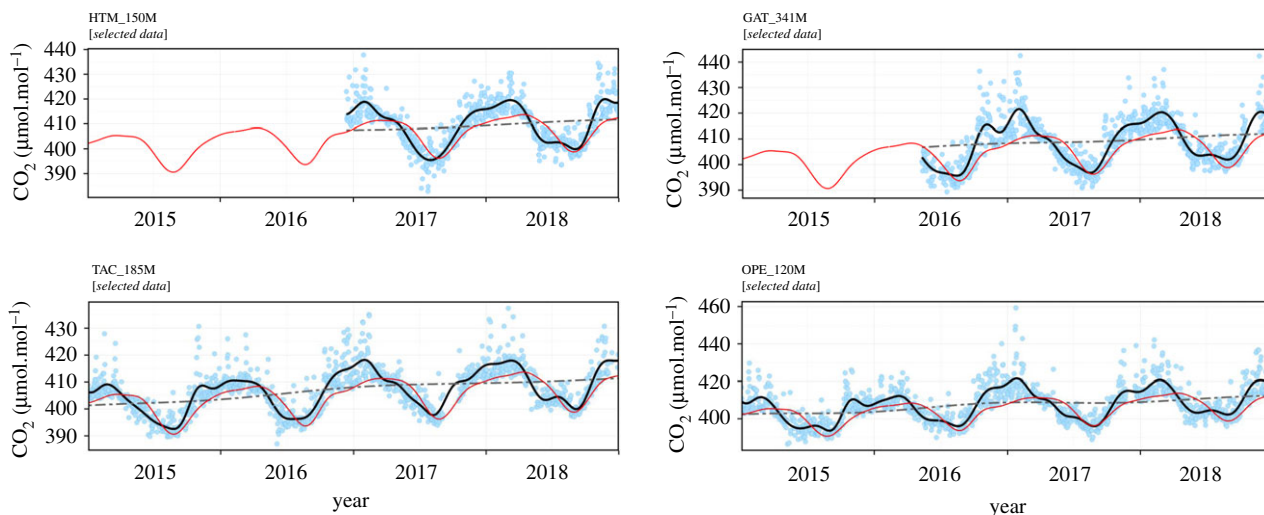 HTM_150M
[selected data]
CO2 (µmol.mol−1)
440
430
420
410
400
390
2015 2016 2017 2018
GAT_341M
[selected data]
CO2 (µmol.mol−1)
440
430
420
410
400
390
2015 2016 2017 2018
TAC_185M
[selected data]
CO2 (µmol.mol−1)
430
420
410
400
390
2015 2016 2017 2018
year
OPE_120M
[selected data]
CO2 (µmol.mol−1)
460
440
420
400
2015 2016 2017 2018
year